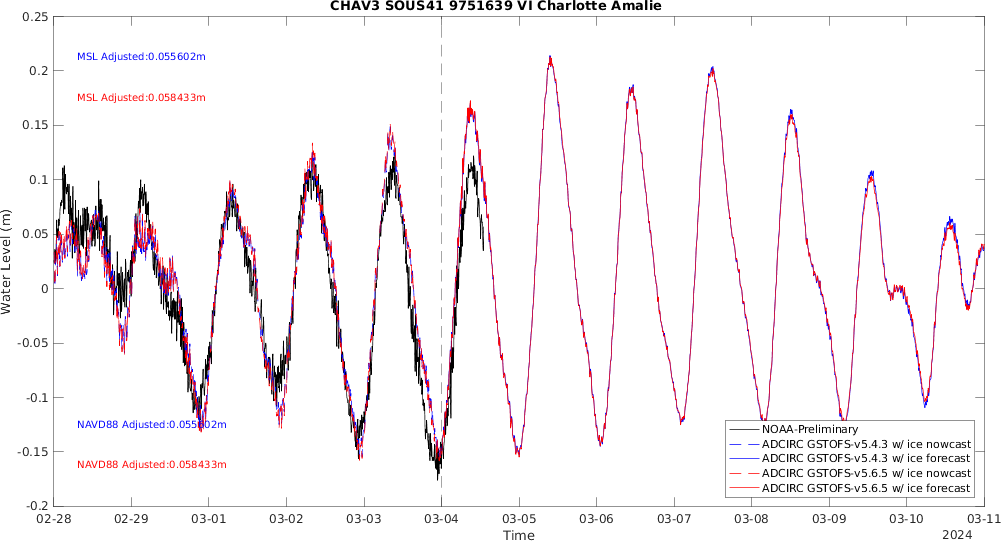 CHAV3 SOUS41 9751639 VI Charlotte Amalie
0.25
0.2
0.15
0.1
0.05
0
-0.05
-0.1
-0.15
-0.2
Water Level (m)
MSL Adjusted:0.055602m
MSL Adjusted:0.058433m
NAVD88 Adjusted:0.055602m
NAVD88 Adjusted:0.058433m
NOAA-Preliminary
ADCIRC GSTOFS-v5.4.3 w/ ice nowcast
ADCIRC GSTOFS-v5.4.3 w/ ice forecast
ADCIRC GSTOFS-v5.6.5 w/ ice nowcast
ADCIRC GSTOFS-v5.6.5 w/ ice forecast
02-28 02-29 03-01 03-02 03-03 03-04 03-05 03-06 03-07 03-08 03-09 03-10 03-11
Time
2024